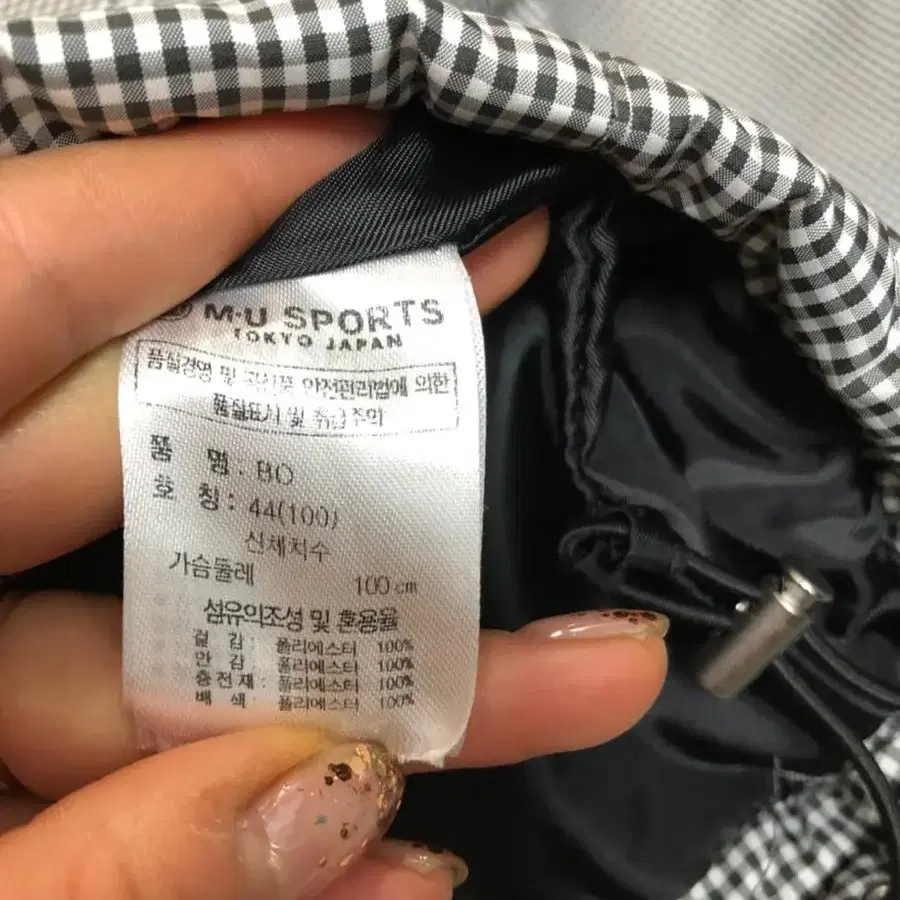 M·U SPORTS
TOKYO JAPAN
품질경영 및 공산품 안전관리법에 의한
품질표시 및 취급주의
품 명 : BO
호 칭 : 44(100)
신체치수
가슴둘레 100 cm
섬유의조성 및 혼용율
겉 감 : 폴리에스터 100%
안 감 : 폴리에스터 100%
충전재 : 폴리에스터 100%
배 색 : 폴리에스터 100%